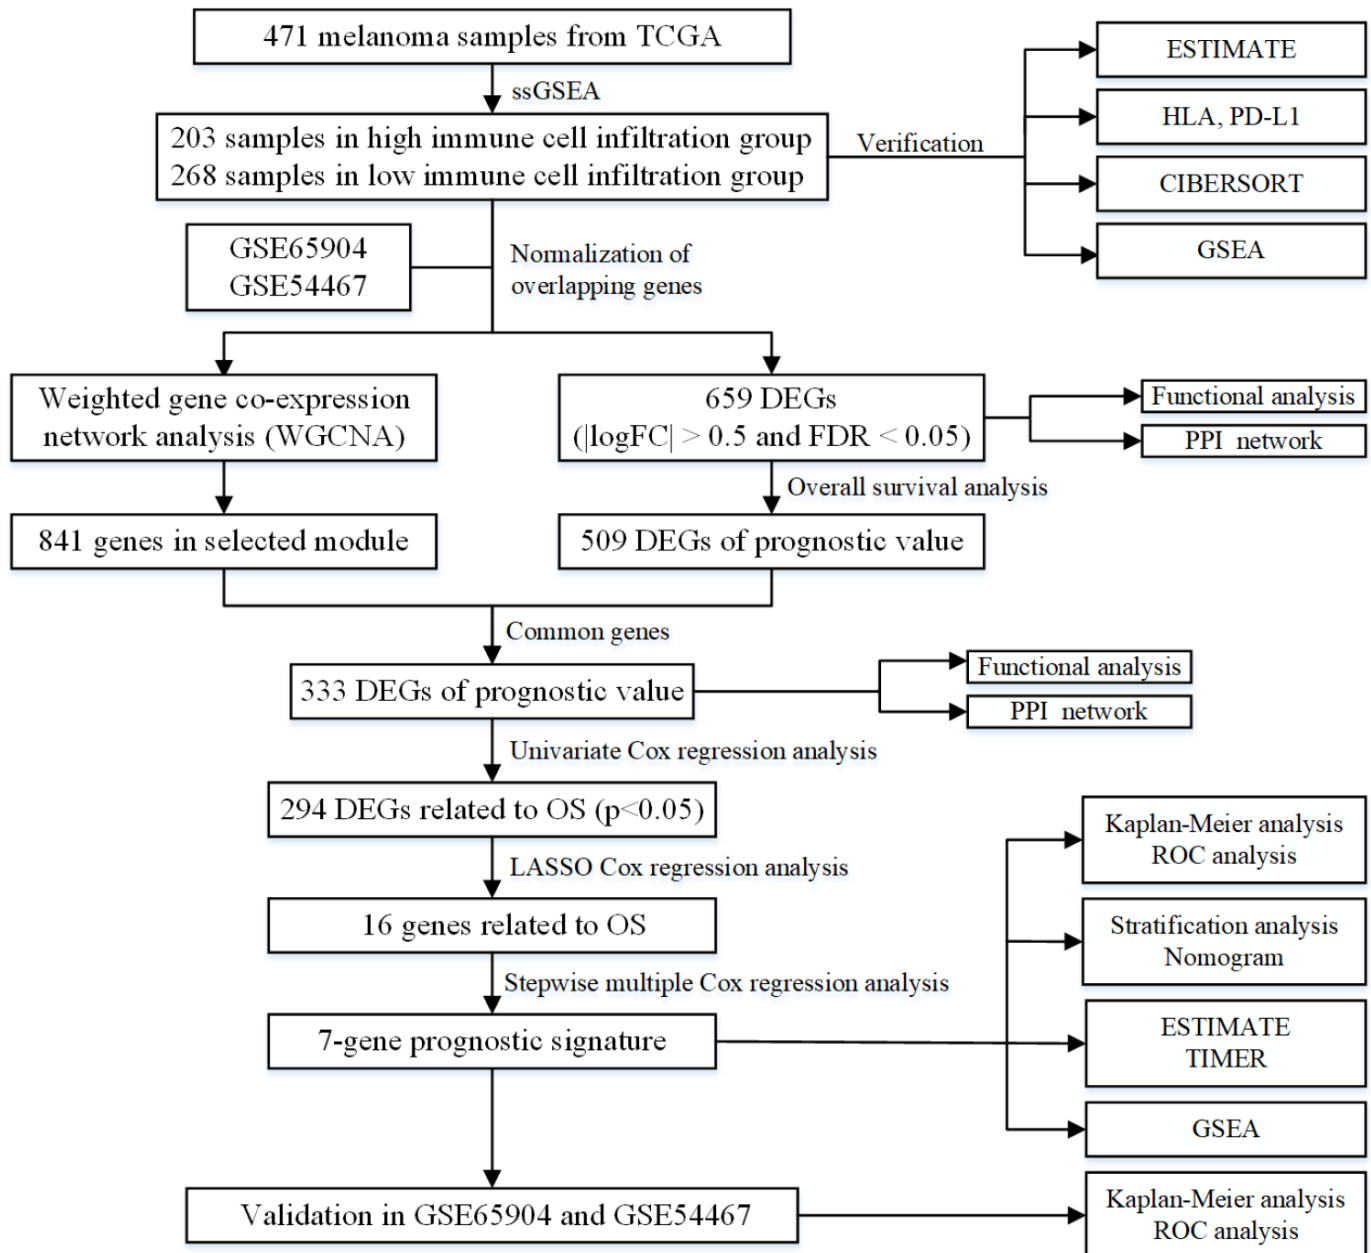 471 melanoma samples from TCGA
ssGSEA
203 samples in high immune cell infiltration group
268 samples in low immune cell infiltration group
Verification
ESTIMATE
HLA, PD-L1
CIBERSORT
GSEA
GSE65904
GSE54467
Normalization of
overlapping genes
Weighted gene co-expression
network analysis (WGCNA)
659 DEGs
(|logFC| > 0.5 and FDR < 0.05)
Functional analysis
PPI network
Overall survival analysis
841 genes in selected module
509 DEGs of prognostic value
Common genes
333 DEGs of prognostic value
Functional analysis
PPI network
Univariate Cox regression analysis
294 DEGs related to OS (p<0.05)
LASSO Cox regression analysis
16 genes related to OS
Stepwise multiple Cox regression analysis
7-gene prognostic signature
Kaplan-Meier analysis
ROC analysis
Stratification analysis
Nomogram
ESTIMATE
TIMER
GSEA
Validation in GSE65904 and GSE54467
Kaplan-Meier analysis
ROC analysis